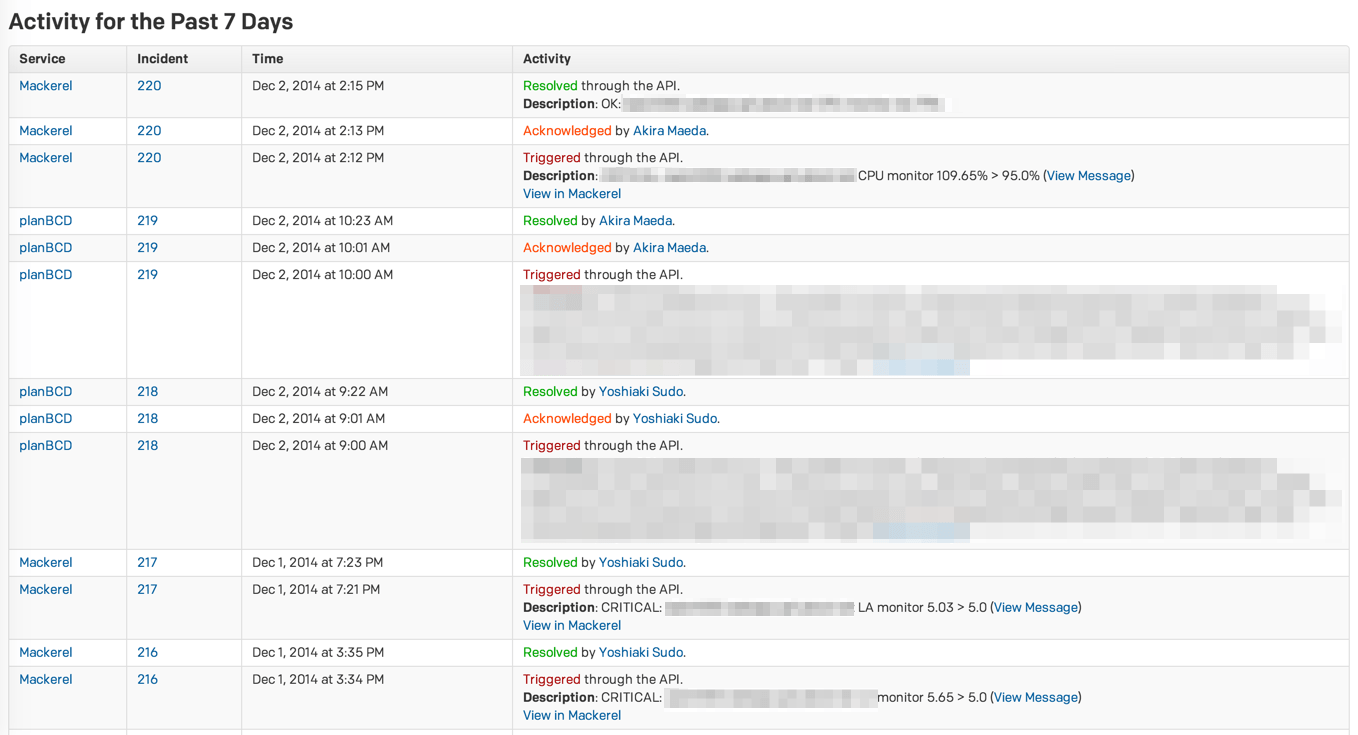 Activity for the Past 7 Days
Service Incident Time Activity
Mackerel 220 Dec 2, 2014 at 2:15 PM Resolved through the API.
Description: OK:
Mackerel 220 Dec 2, 2014 at 2:13 PM Acknowledged by Akira Maeda.
Mackerel 220 Dec 2, 2014 at 2:12 PM Triggered through the API.
Description: CPU monitor 109.65% > 95.0% (View Message)
View in Mackerel
planBCD 219 Dec 2, 2014 at 10:23 AM Resolved by Akira Maeda.
planBCD 219 Dec 2, 2014 at 10:01 AM Acknowledged by Akira Maeda.
planBCD 219 Dec 2, 2014 at 10:00 AM Triggered through the API.
planBCD 218 Dec 2, 2014 at 9:22 AM Resolved by Yoshiaki Sudo.
planBCD 218 Dec 2, 2014 at 9:01 AM Acknowledged by Yoshiaki Sudo.
planBCD 218 Dec 2, 2014 at 9:00 AM Triggered through the API.
Mackerel 217 Dec 1, 2014 at 7:23 PM Resolved by Yoshiaki Sudo.
Mackerel 217 Dec 1, 2014 at 7:21 PM Triggered through the API.
Description: CRITICAL: LA monitor 5.03 > 5.0 (View Message)
View in Mackerel
Mackerel 216 Dec 1, 2014 at 3:35 PM Resolved by Yoshiaki Sudo.
Mackerel 216 Dec 1, 2014 at 3:34 PM Triggered through the API.
Description: CRITICAL: monitor 5.65 > 5.0 (View Message)
View in Mackerel